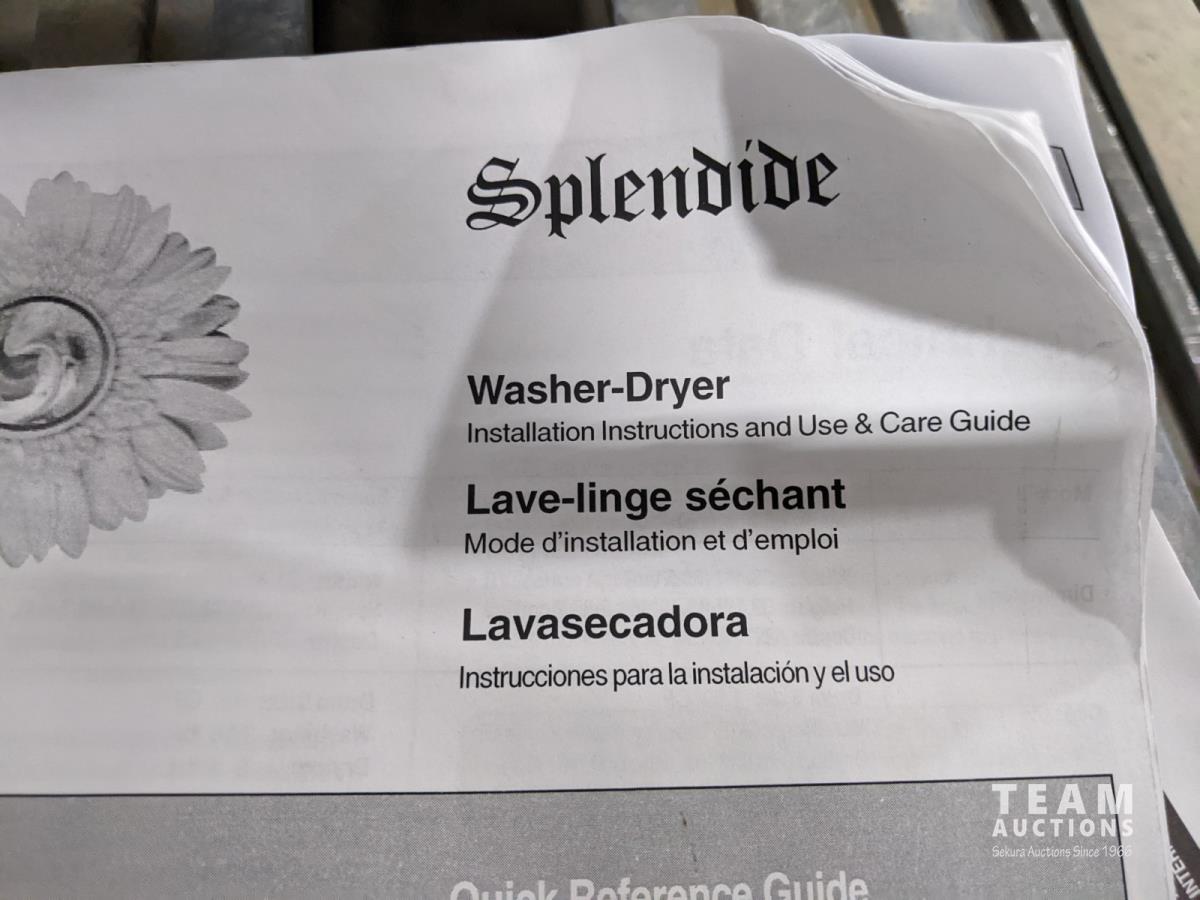 Splendide
Washer-Dryer
Installation Instructions and Use & Care Guide
Lave-linge séchant
Mode d'installation et d'emploi
Lavasecadora
Instrucciones para la instalación y el uso
Quick Reference Guide
TEAM
AUCTIONS
Sekura Auctions Since 1966